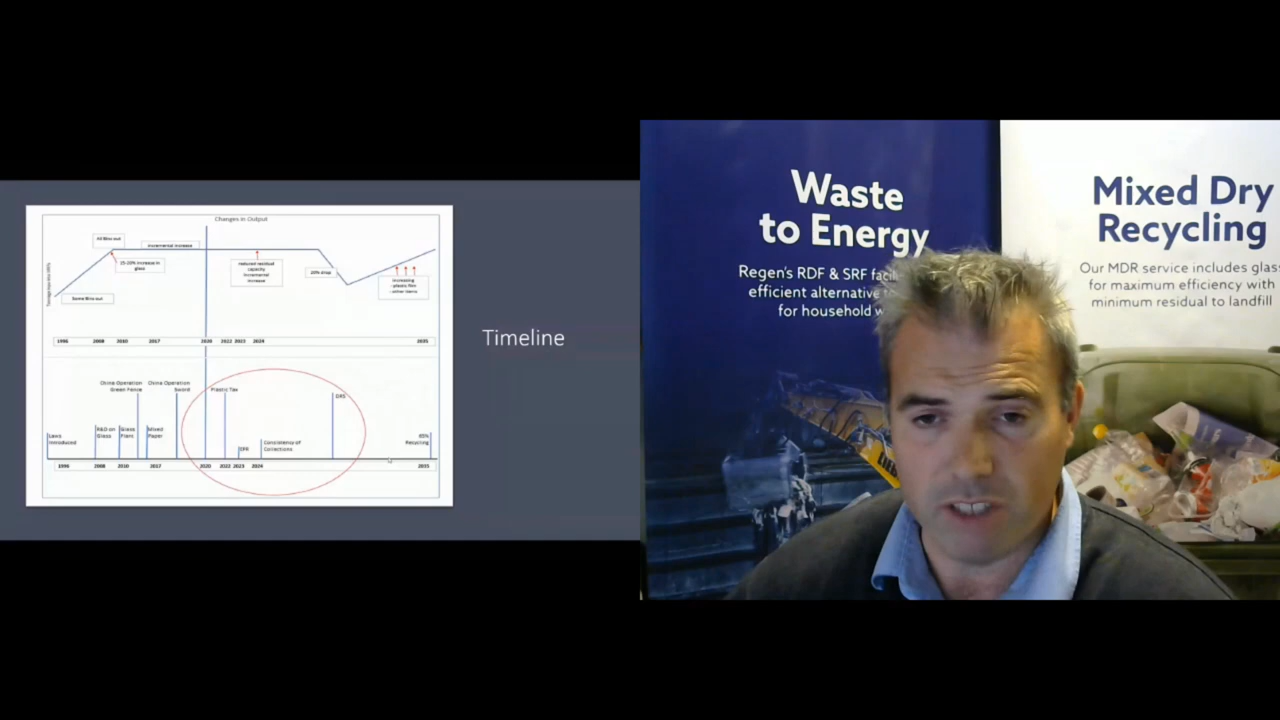 Changes in Output
All Bins out
Incremental increase
15-20% increase in
glass
reduced residual
capacity
incremental
increase
20% drop
increasing
- plastic film
- other items
Some Bins out
1996 2008 2010 2017 2020 2022 2023 2024 2035
Timeline
China Operation
Green Fence
China Operation
Sword
Plastic Tax
DRS
Laws
Introduced
R&D on
Glass
Glass
Fibers
Mixed
Paper
EPR
Consistency of
Collections
65%
Recycling
1996 2008 2010 2017 2020 2022 2023 2024 2035
Waste
to Energy
Regen's RDF & SRF faci
efficient alternative to
for household w
Mixed Dry
Recycling
Our MDR service includes glass
for maximum efficiency with
minimum residual to landfill